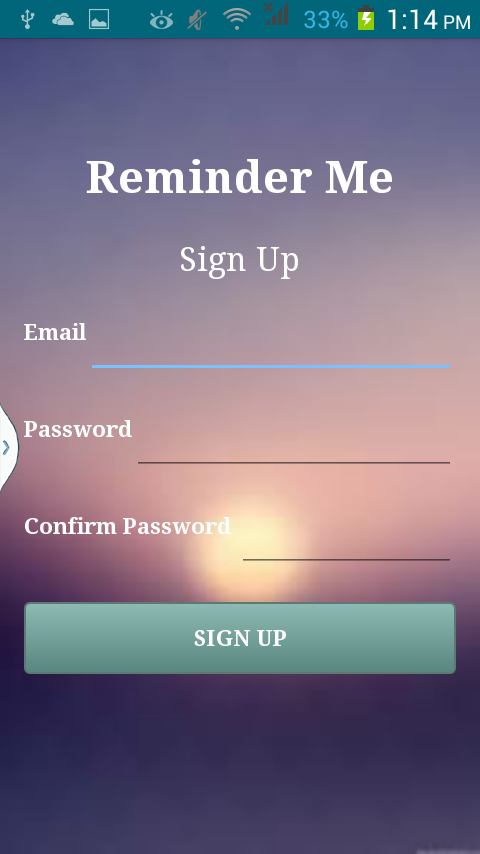 33% 1:14 PM
Reminder Me
Sign Up
Email
Password
Confirm Password
SIGN UP